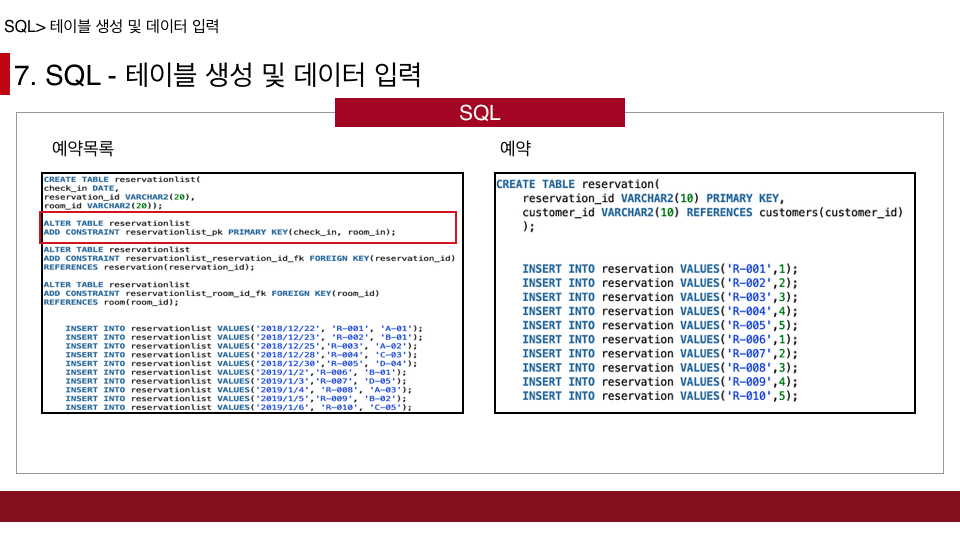 SQL> 테이블 생성 및 데이터 입력
7. SQL - 테이블 생성 및 데이터 입력
SQL
예약목록
CREATE TABLE reservationlist(
check_in DATE,
reservation_id VARCHAR2(20),
room_id VARCHAR2(20));
ALTER TABLE reservationlist
ADD CONSTRAINT reservationlist_pk PRIMARY KEY(check_in, room_in);
ALTER TABLE reservationlist
ADD CONSTRAINT reservationlist_reservation_id_fk FOREIGN KEY(reservation_id)
REFERENCES reservation(reservation_id);
ALTER TABLE reservationlist
ADD CONSTRAINT reservationlist_room_id_fk FOREIGN KEY(room_id)
REFERENCES room(room_id);
INSERT INTO reservationlist VALUES('2018/12/22', 'R-001', 'A-01');
INSERT INTO reservationlist VALUES('2018/12/23', 'R-002', 'B-01');
INSERT INTO reservationlist VALUES('2018/12/25','R-003', 'A-02');
INSERT INTO reservationlist VALUES('2018/12/28','R-004', 'C-03');
INSERT INTO reservationlist VALUES('2018/12/30','R-005', 'D-04');
INSERT INTO reservationlist VALUES('2019/1/2','R-006', 'B-01');
INSERT INTO reservationlist VALUES('2019/1/3','R-007', 'D-05');
INSERT INTO reservationlist VALUES('2019/1/4', 'R-008', 'A-03');
INSERT INTO reservationlist VALUES('2019/1/5','R-009', 'B-02');
INSERT INTO reservationlist VALUES('2019/1/6', 'R-010', 'C-05');
예약
CREATE TABLE reservation(
reservation_id VARCHAR2(10) PRIMARY KEY,
customer_id VARCHAR2(10) REFERENCES customers(customer_id)
);
INSERT INTO reservation VALUES('R-001',1);
INSERT INTO reservation VALUES('R-002',2);
INSERT INTO reservation VALUES('R-003',3);
INSERT INTO reservation VALUES('R-004',4);
INSERT INTO reservation VALUES('R-005',5);
INSERT INTO reservation VALUES('R-006',1);
INSERT INTO reservation VALUES('R-007',2);
INSERT INTO reservation VALUES('R-008',3);
INSERT INTO reservation VALUES('R-009',4);
INSERT INTO reservation VALUES('R-010',5);